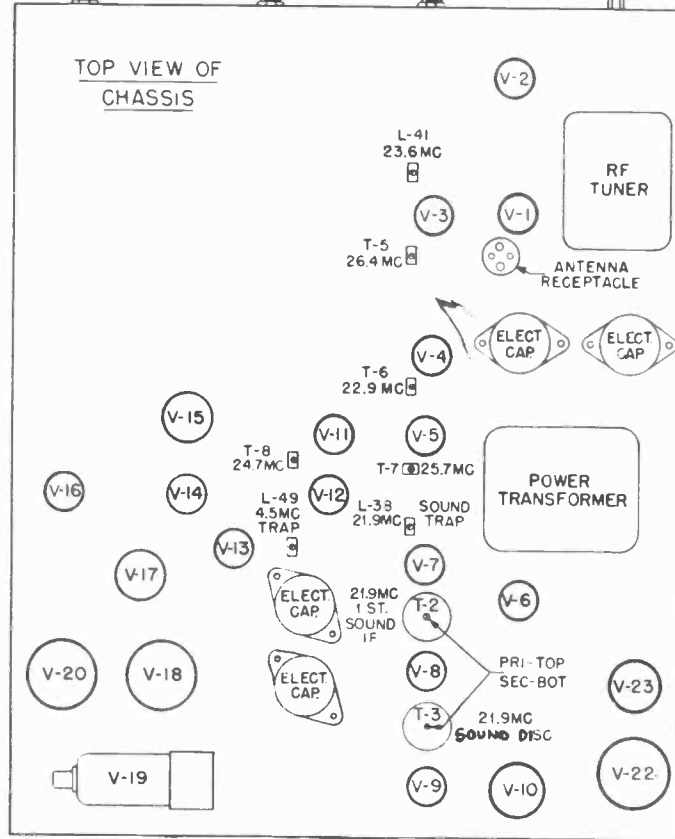 TOP VIEW OF
CHASSIS
V-2
L-41
23.6 MC
RF
TUNER
V-3
V-1
T-5
26.4 MC
ANTENNA
RECEPTACLE
ELECT.
CAP.
ELECT.
CAP
V-4
T-6
22.9 MC
V-15
V-11
V-5
T-8
24.7MC
T-7
25.7MC
POWER
TRANSFORMER
V-16
V-14
V-12
L-49
4.5MC
TRAP
L-38
21.9MC
SOUND
TRAP
V-13
V-7
V-17
ELECT.
CAP.
21.9MC
1 ST.
SOUND
IF
T-2
V-6
PRI-TOP
SEC-BOT
V-20
V-18
ELECT.
CAP.
V-8
V-23
T-3
21.9MC
SOUND DISC
V-19
V-9
V-10
V-22